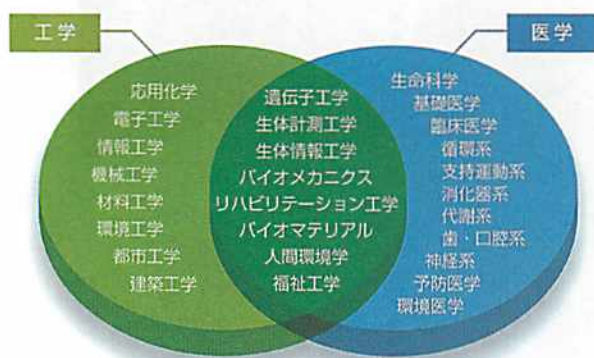 工学
医学
応用化学
電子工学
情報工学
機械工学
材料工学
環境工学
都市工学
建築工学
遺伝子工学
生体計測工学
生体情報工学
バイオメカニクス
リハビリテーション工学
バイオマテリアル
人間環境学
福祉工学
生命科学
基礎医学
臨床医学
循環系
支持運動系
消化器系
代謝系
歯・口腔系
神経系
予防医学
環境医学